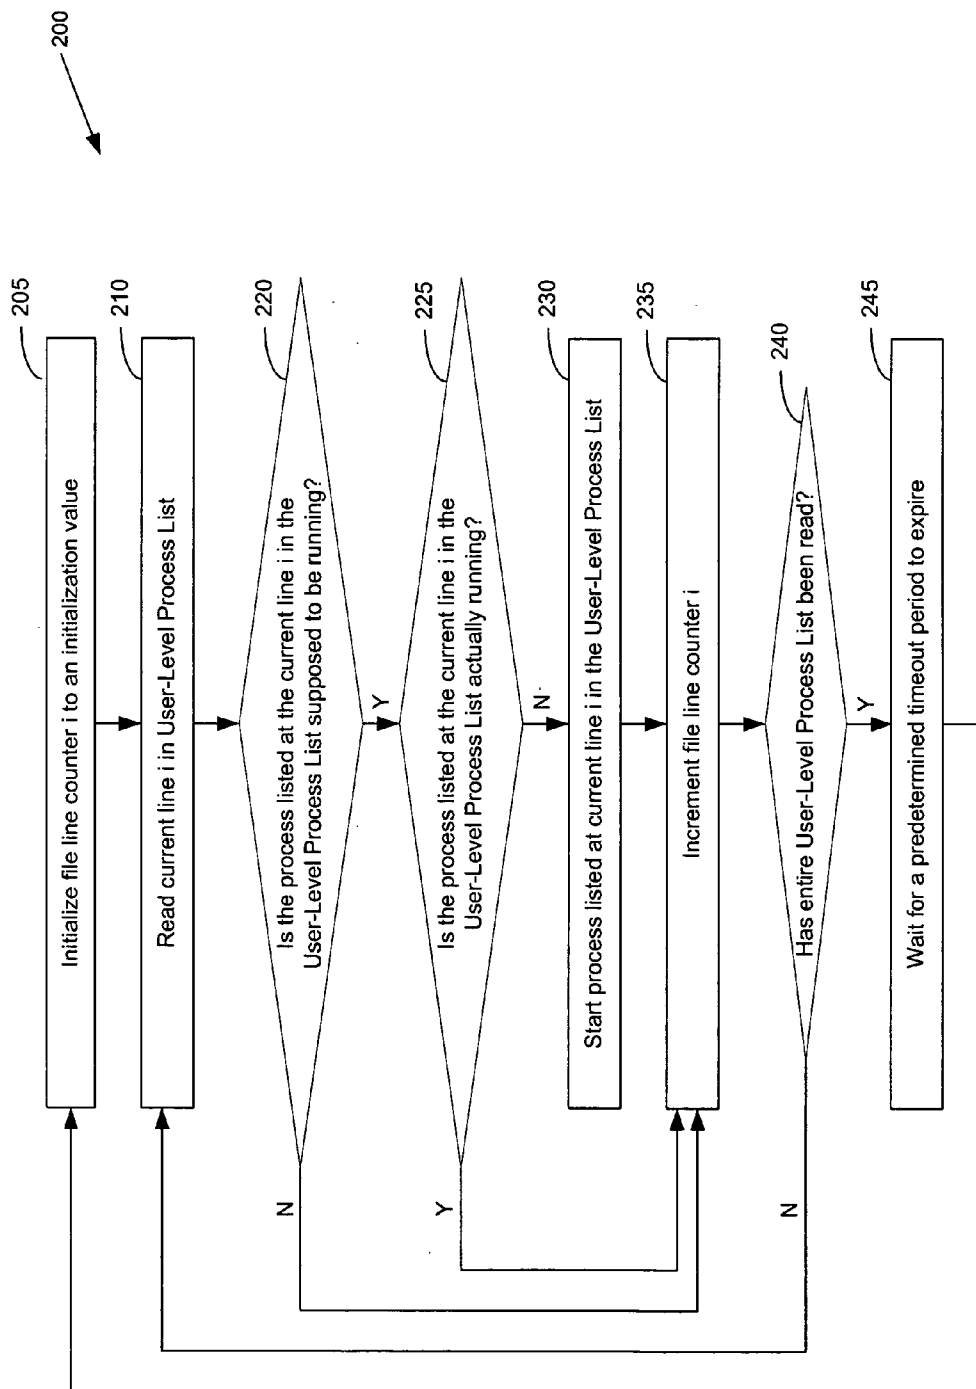 200
205
Initialize file line counter i to an initialization value
210
Read current line i in User-Level Process List
220
Is the process listed at the current line i in the
User-Level Process List supposed to be running?
N
Y
225
Is the process listed at the current line i in the
User-Level Process List actually running?
Y
N
230
Start process listed at current line i in the User-Level Process List
235
Increment file line counter i
240
Has entire User-Level Process List been read?
N
Y
245
Wait for a predetermined timeout period to expire